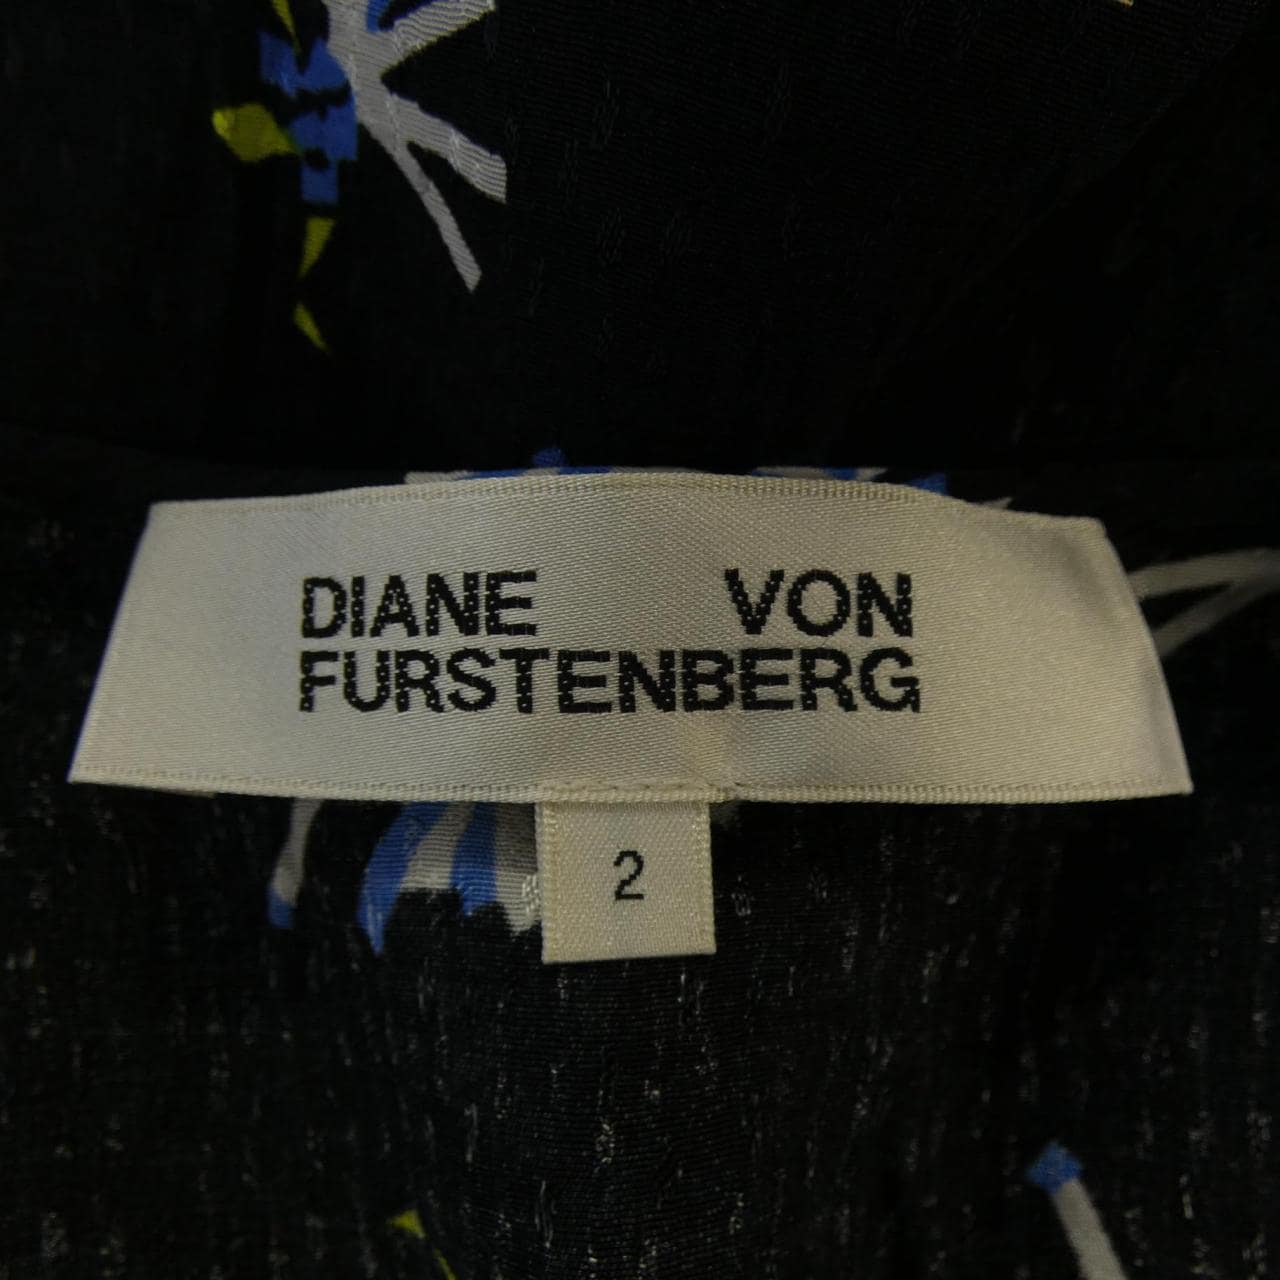 DIANE VON
FURSTENBERG
2